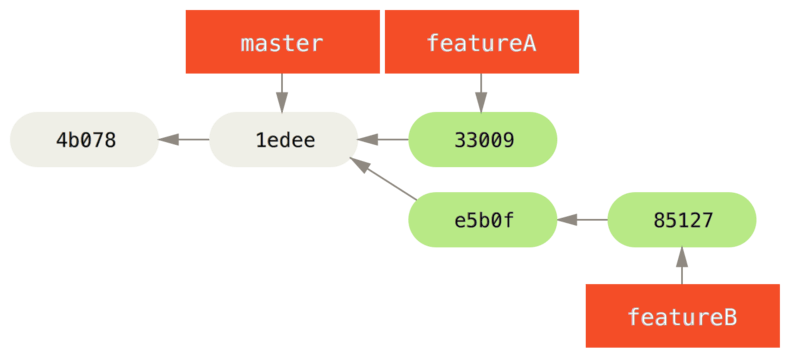 master
featureA
4b078
1edee
33009
e5b0f
85127
featureB